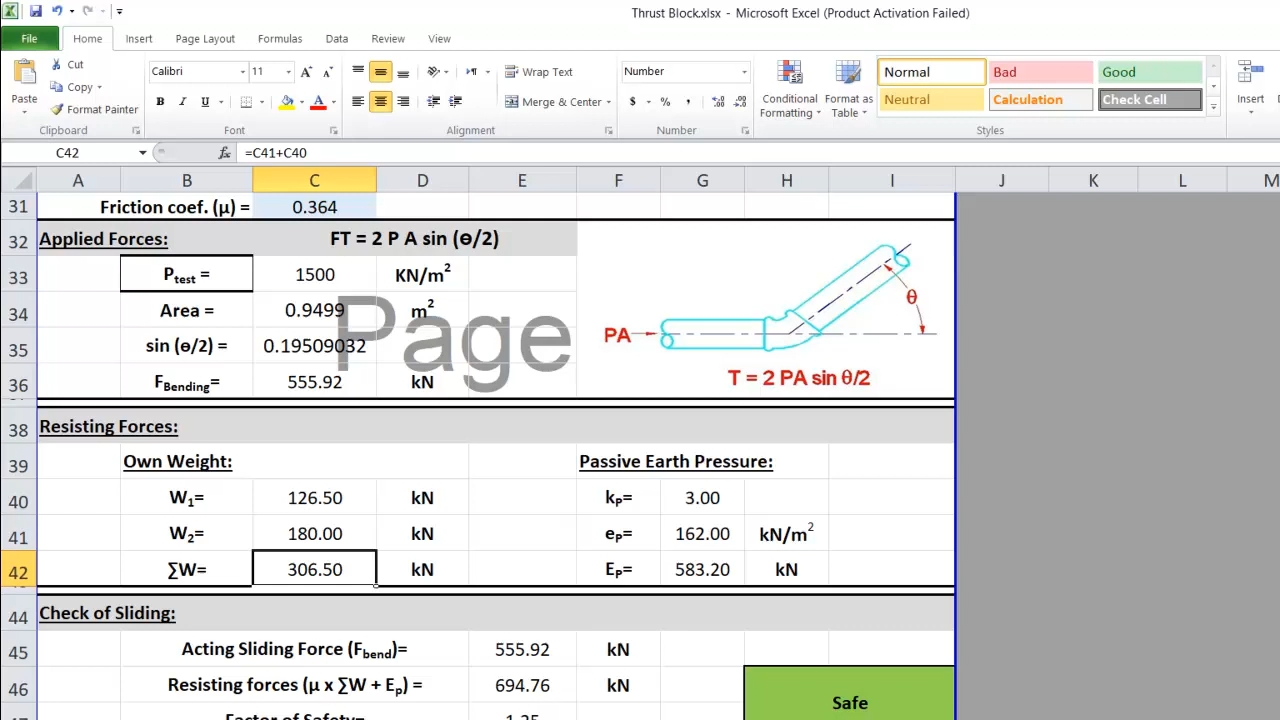 Thrust Block.xlsx - Microsoft Excel (Product Activation Failed)
File Home Insert Page Layout Formulas Data Review View
Paste Cut Copy Format Painter Clipboard
Calibri 11 A A B I U A Font
Wrap Text Merge & Center Alignment
Number $ % , Number
Conditional Formatting Format as Table
Normal Bad Good
Neutral Calculation Check Cell
Styles
Insert
C42 fx =C41+C40
A B C D E F G H I J K L M
31 Friction coef. (μ) = 0.364
32 Applied Forces: FT = 2 P A sin (ɵ/2)
33 Ptest = 1500 KN/m2
34 Area = 0.9499 m2
35 sin (ɵ/2) = 0.19509032
36 FBending= 555.92 kN
Page
PA
θ
T = 2 PA sin θ/2
38 Resisting Forces:
39 Own Weight: Passive Earth Pressure:
40 W1= 126.50 kN kP= 3.00
41 W2= 180.00 kN eP= 162.00 kN/m2
42 ∑W= 306.50 kN EP= 583.20 kN
44 Check of Sliding:
45 Acting Sliding Force (Fbend)= 555.92 kN
46 Resisting forces (μ x ∑W + Ep) = 694.76 kN
Safe
Factor of Safety= 1.25